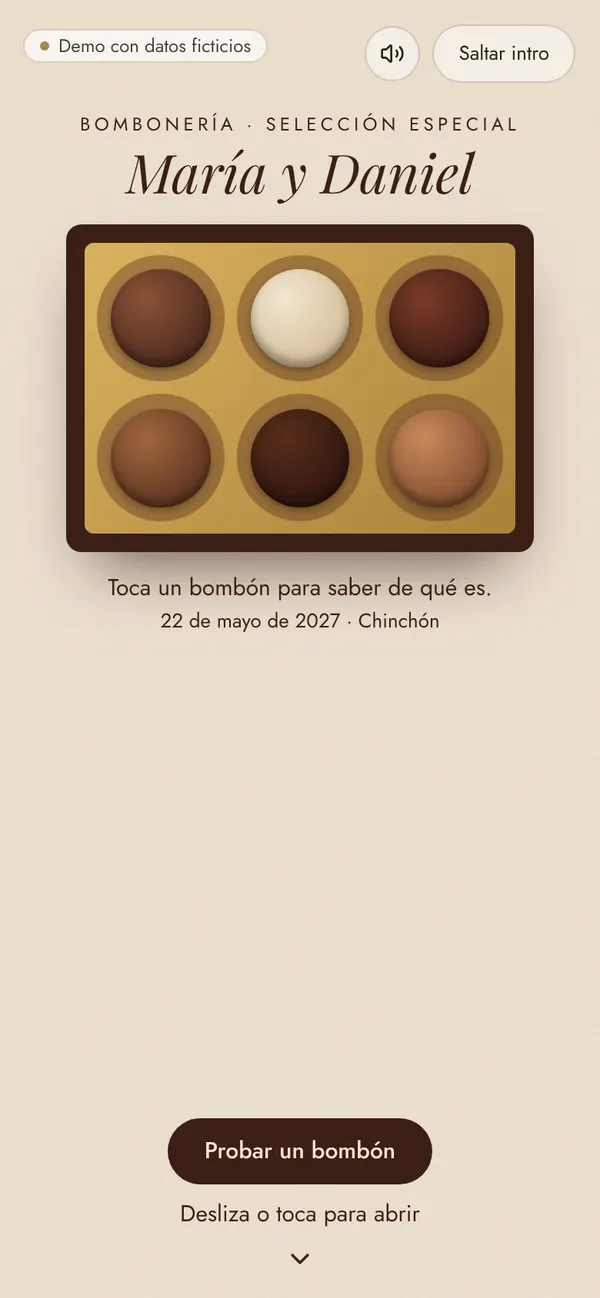 Demo con datos ficticios
Saltar intro
BOMBONERÍA · SELECCIÓN ESPECIAL
María y Daniel
Toca un bombón para saber de qué es.
22 de mayo de 2027 · Chinchón
Probar un bombón
Desliza o toca para abrir